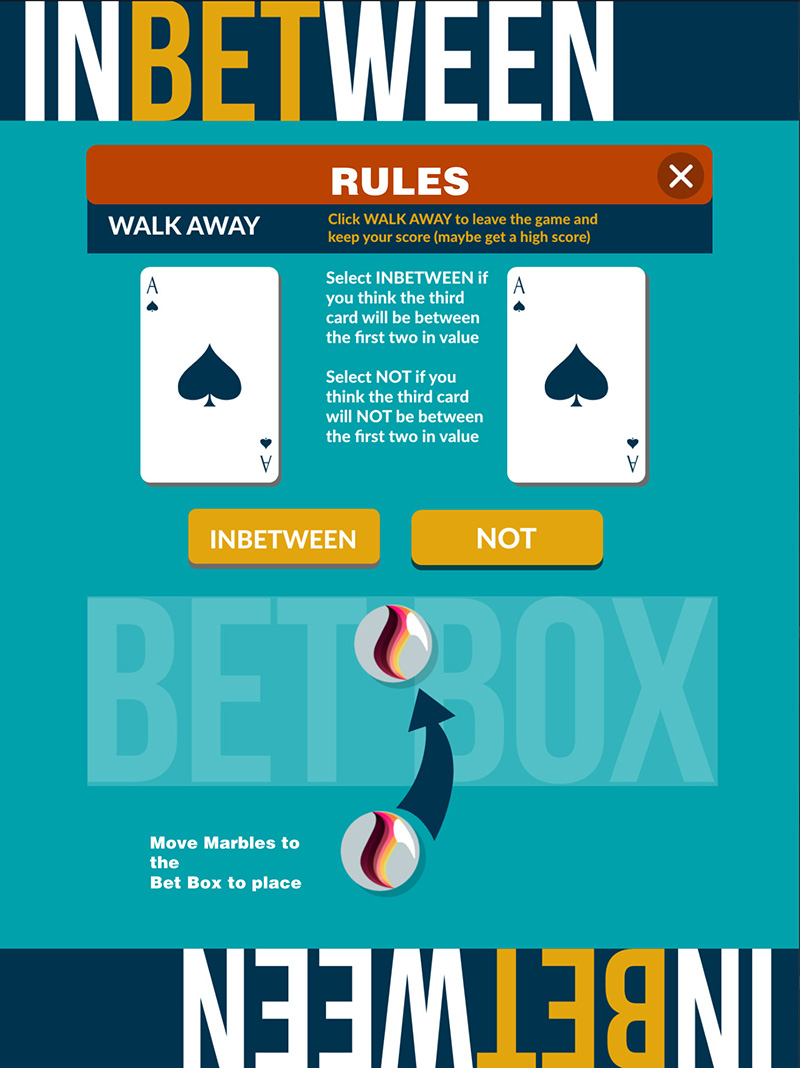 INBETWEEN
RULES
WALK AWAY
Click WALK AWAY to leave the game and
keep your score (maybe get a high score)
A
A
Select INBETWEEN if
you think the third
card will be between
the first two in value
Select NOT if you
think the third card
will NOT be between
the first two in value
A
A
INBETWEEN
NOT
BET BOX
Move Marbles to
the
Bet Box to place
INBETWEEN